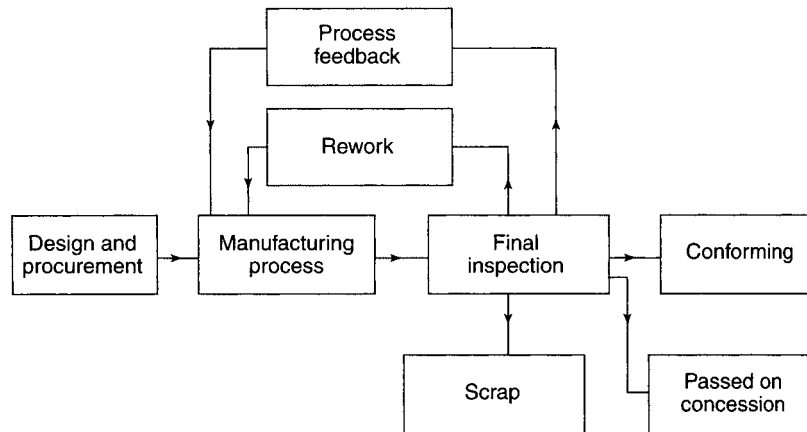 Process
feedback
Rework
Design and
procurement
Manufacturing
process
Final
inspection
Conforming
Scrap
Passed on
concession